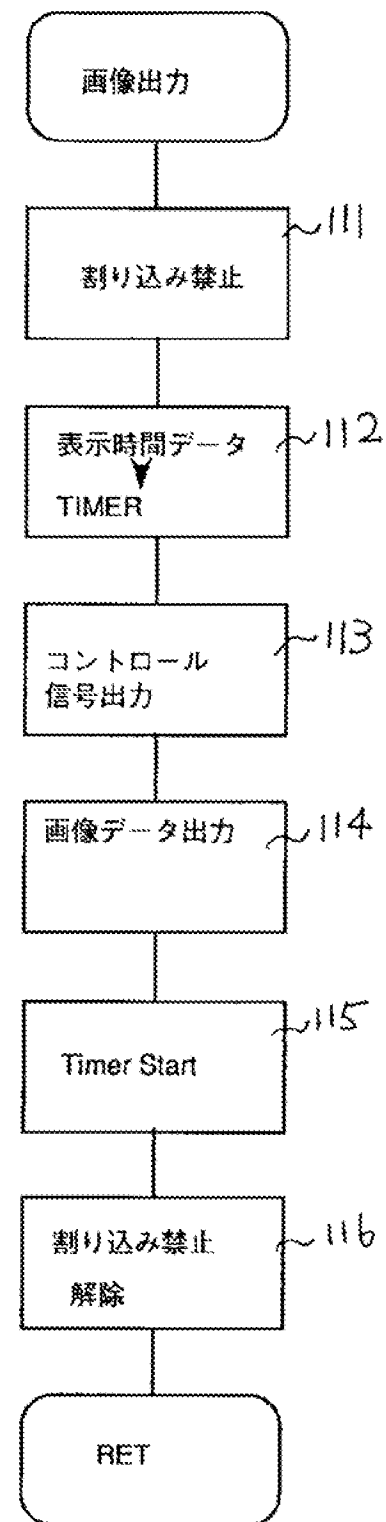 画像出力
111
割り込み禁止
112
表示時間データ
TIMER
113
コントロール
信号出力
114
画像データ出力
115
Timer Start
116
割り込み禁止
解除
RET